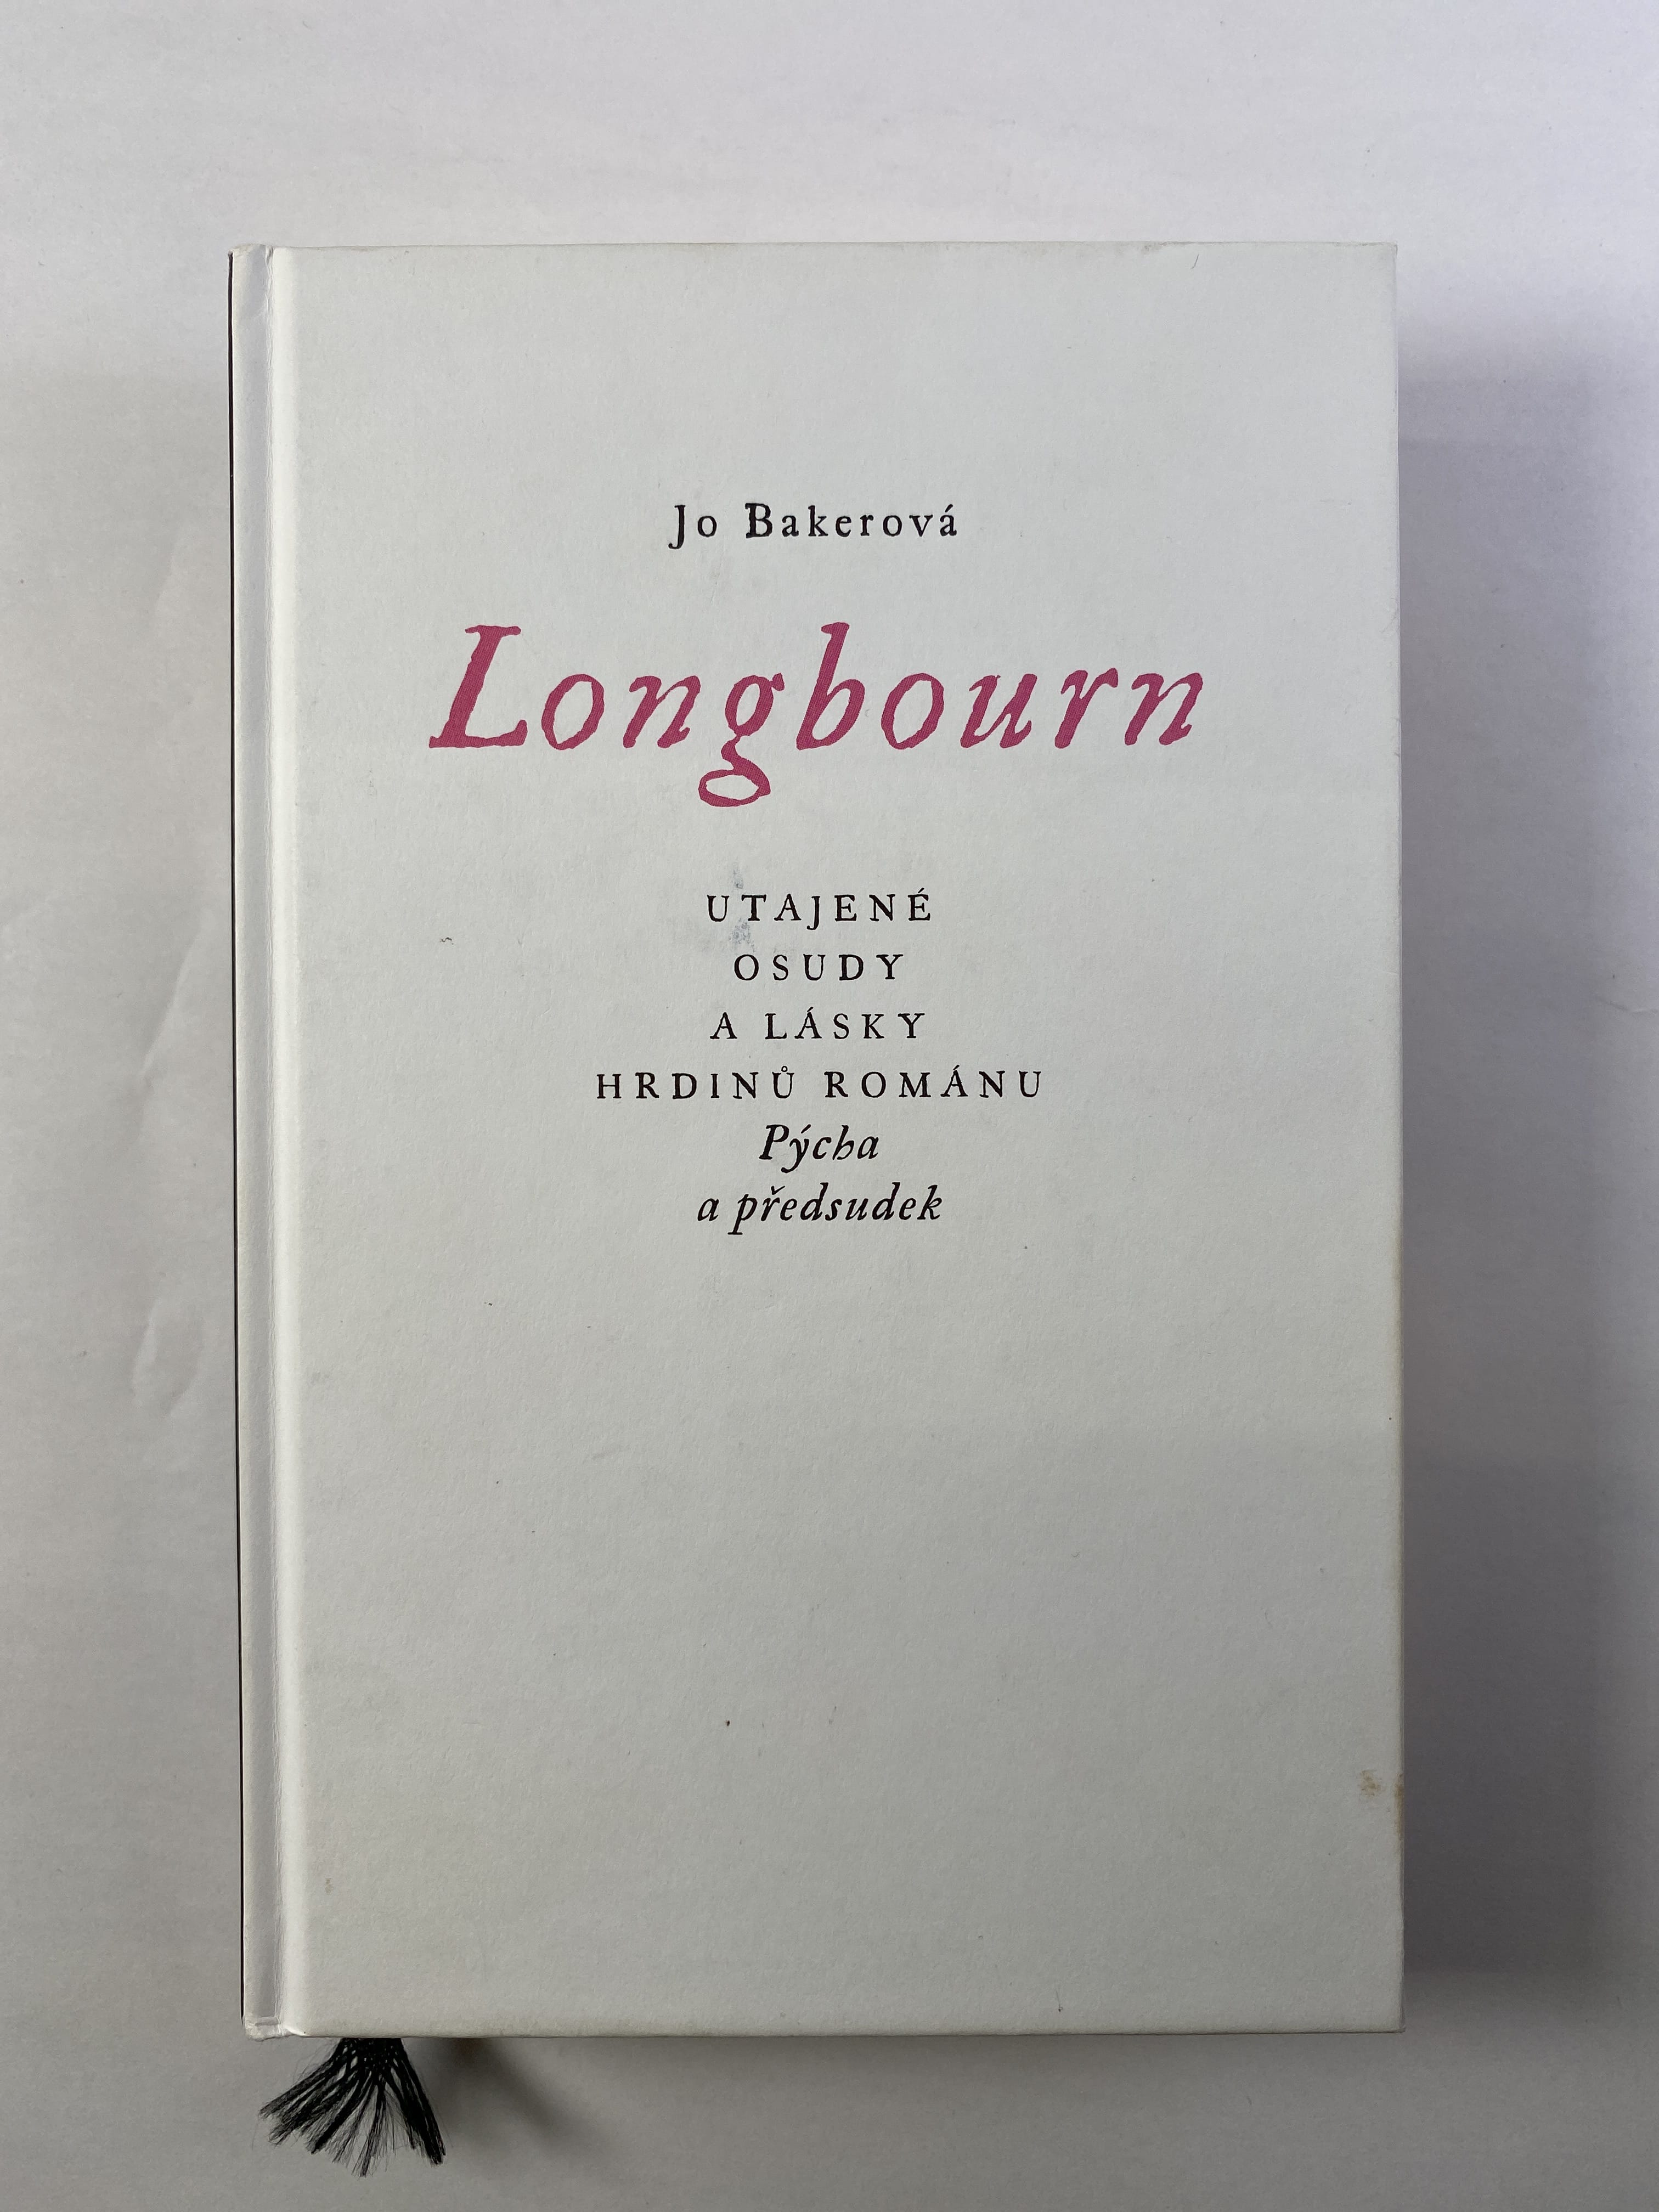 Jo Bakerová
Longbourn
UTAJENÉ
OSUDY
A LÁSKY
HRDINŮ ROMÁNU
Pýcha
a předsudek